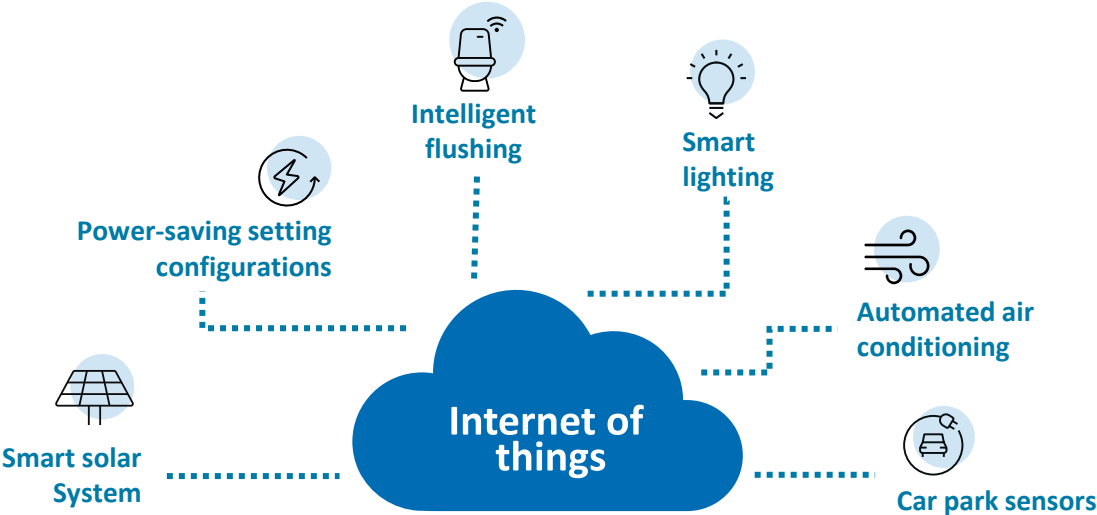 Intelligent
flushing
Smart
lighting
Power-saving setting
configurations
Automated air
conditioning
Internet of
things
Smart solar
System
Car park sensors